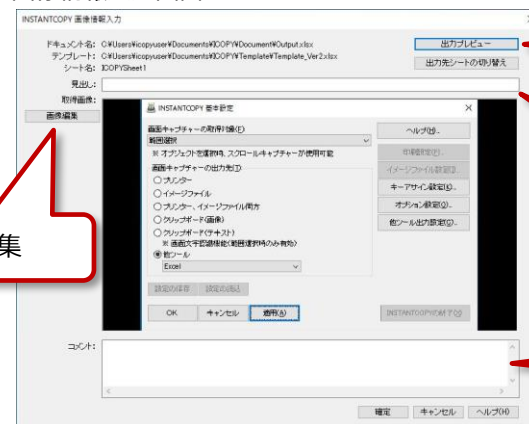 INSTANTCOPY 画像情報入力
ドキュメント名: C:¥Users¥icopyuser¥Documents¥ICOPY¥Document¥Output.xlsx
テンプレート: C:¥Users¥icopyuser¥Documents¥ICOPY¥Template¥Template_Ver2.xlsx
シート名: ICOPYSheet1
出力プレビュー
出力先シートの切り替え
見出し:
取得画像:
画像編集
INSTANTCOPY 基本設定
画面キャプチャーの取得対象(F)
範囲選択
※ オブジェクトを選択時、スクロールキャプチャーが使用可能
画面キャプチャーの出力先(T)
プリンター
イメージファイル
プリンター、イメージファイル両方
クリップボード(画像)
クリップボード(テキスト)
※ 画面文字認識機能(範囲選択時のみ有効)
他ツール
Excel
設定の保存 設定の読込
OK キャンセル 適用(A)
ヘルプ(H)...
印刷設定(P)...
イメージファイル設定(I)...
キーアサイン設定(S)...
オプション設定(O)...
他ツール出力設定(G)...
集
コメント:
確定 キャンセル ヘルプ(H)